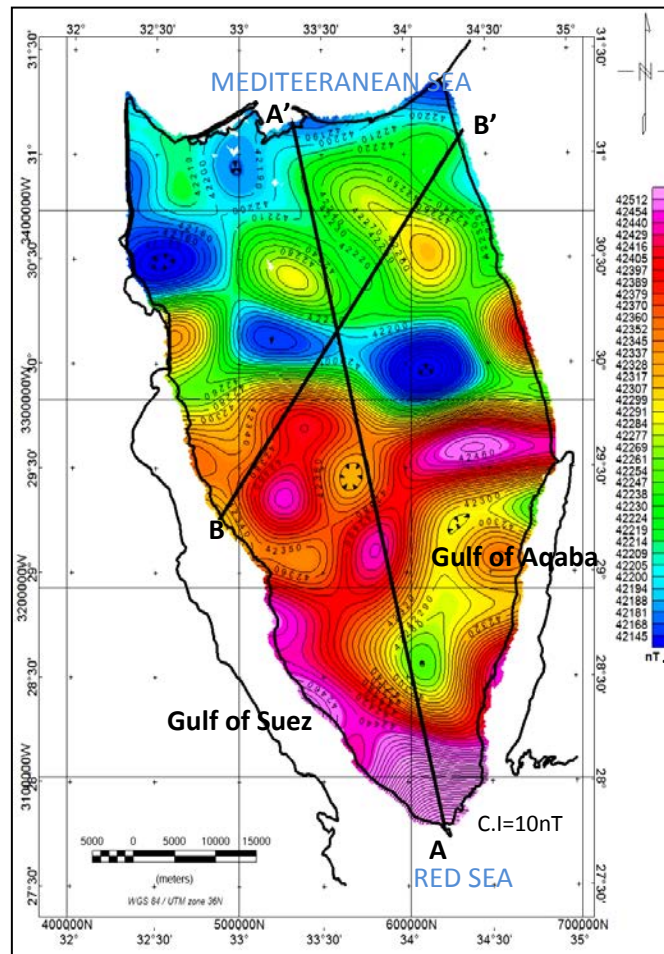 32° 32°30' 33° 33°30' 34° 34°30' 35°
31°30'
31°30'
MEDITEERANEAN SEA
A'
B'
31°
31°
3400000W
3400000W
30°30'
30°30'
30°
3300000W
3300000W
29°30'
29°30'
B
Gulf of Aqaba
29°
29°
3200000W
3200000W
28°30'
28°30'
Gulf of Suez
28°
28°
3100000W
3100000W
C.I=10nT
A
RED SEA
27°30'
27°30'
5000 0 5000 10000 15000
(meters)
WGS 84 / UTM zone 36N
400000N 500000N 600000N 700000N
32° 32°30' 33° 33°30' 34° 34°30' 35°
N
42512
42454
42440
42429
42416
42405
42397
42389
42379
42370
42360
42352
42345
42337
42328
42317
42307
42299
42291
42284
42277
42269
42261
42254
42247
42238
42230
42224
42219
42214
42209
42205
42200
42194
42188
42181
42168
42145
nT